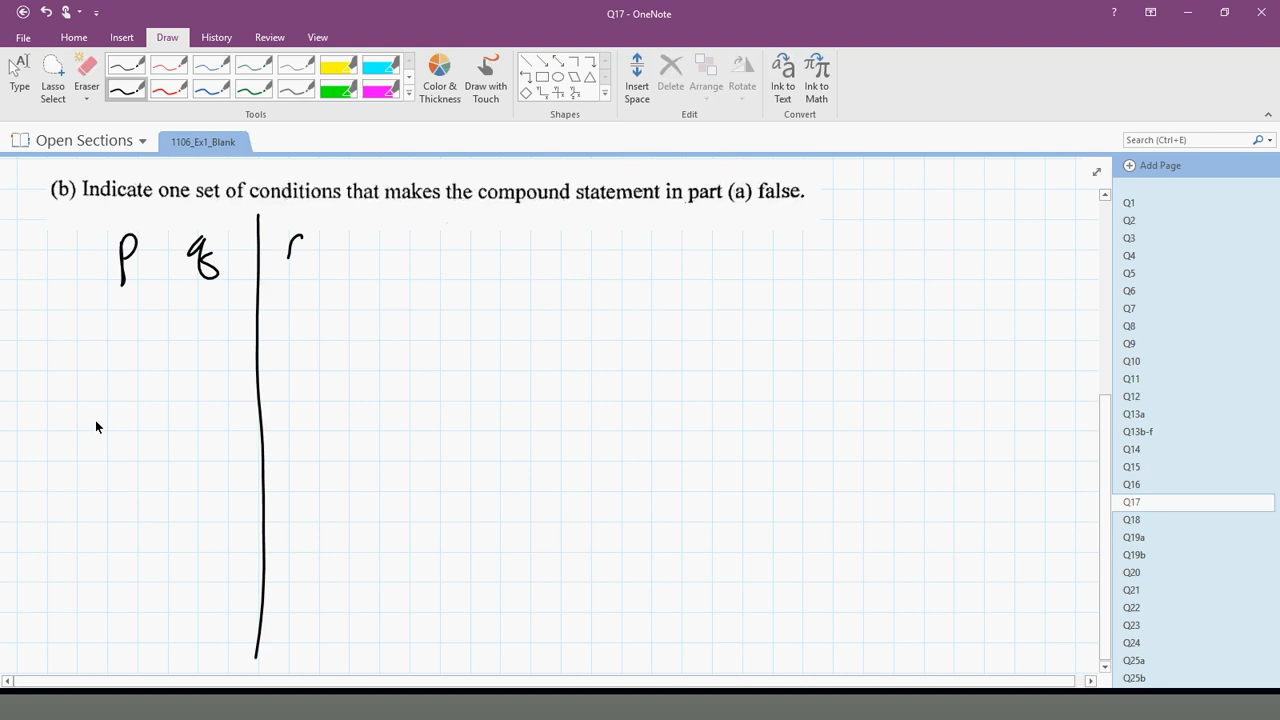 Q17 - OneNote
File Home Insert Draw History Review View
Type Lasso Select Eraser Color & Thickness Draw with Touch Insert Space Delete Arrange Rotate Ink to Text Ink to Math
Tools Shapes Edit Convert
Open Sections 1106_Ex1_Blank Search (Ctrl+E)
Add Page
(b) Indicate one set of conditions that makes the compound statement in part (a) false.
p q r
Q1
Q2
Q3
Q4
Q5
Q6
Q7
Q8
Q9
Q10
Q11
Q12
Q13a
Q13b-f
Q14
Q15
Q16
Q17
Q18
Q19a
Q19b
Q20
Q21
Q22
Q23
Q24
Q25a
Q25b